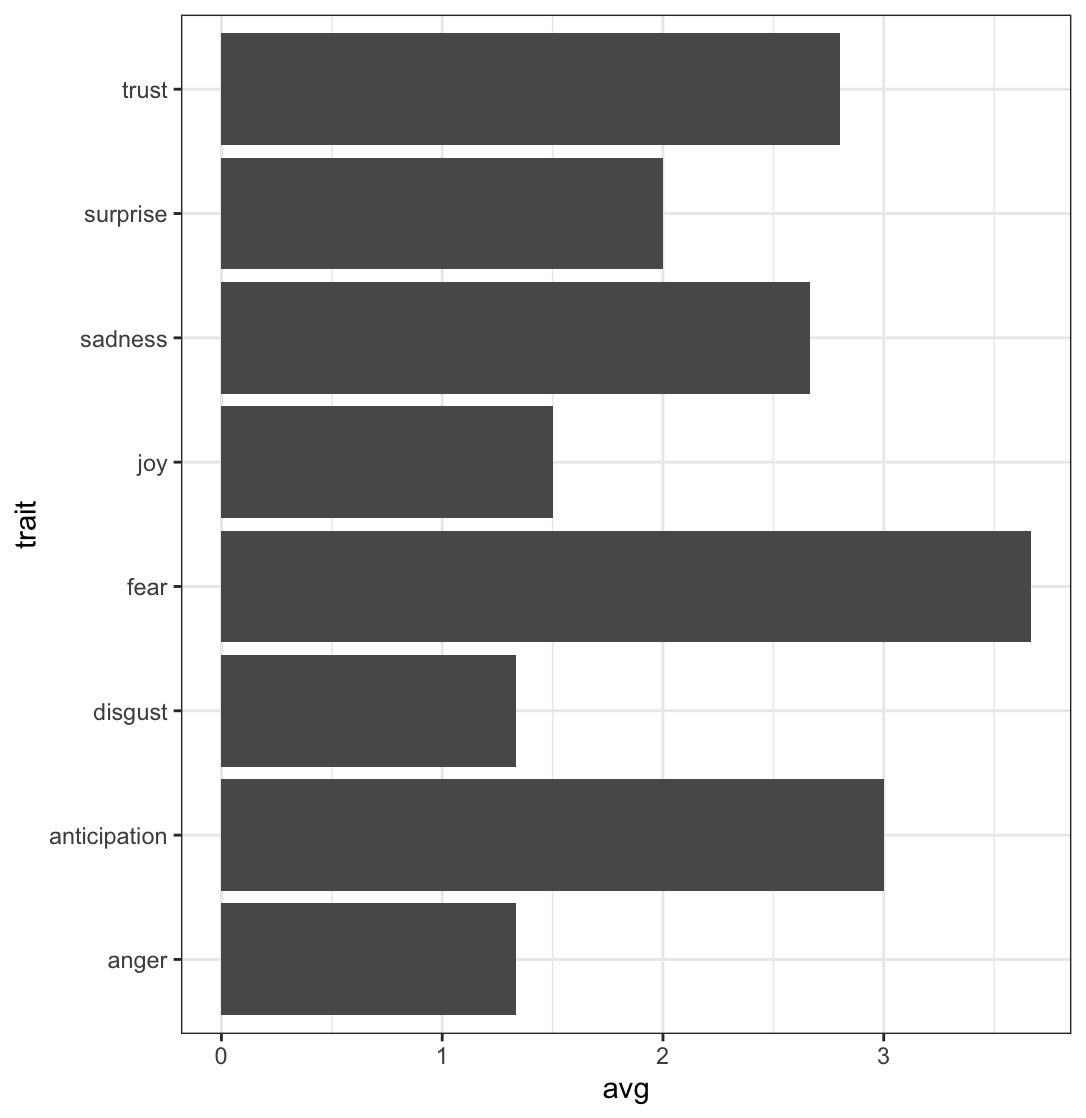 trust
surprise
sadness
joy
fear
disgust
anticipation
anger
trait
0 1 2 3
avg